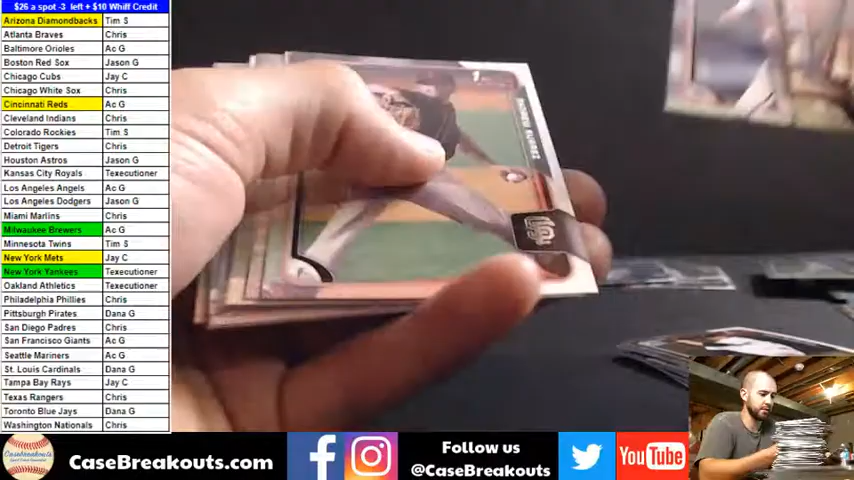 $26 a spot -3 left + $10 Whiff Credit
Arizona Diamondbacks Tim S
Atlanta Braves Chris
Baltimore Orioles Ac G
Boston Red Sox Jason G
Chicago Cubs Jay C
Chicago White Sox Chris
Cincinnati Reds Ac G
Cleveland Indians Chris
Colorado Rockies Tim S
Detroit Tigers Chris
Houston Astros Jason G
Kansas City Royals Texecutioner
Los Angeles Angels Ac G
Los Angeles Dodgers Jason G
Miami Marlins Chris
Milwaukee Brewers Ac G
Minnesota Twins Tim S
New York Mets Jay C
New York Yankees Texecutioner
Oakland Athletics Texecutioner
Philadelphia Phillies Chris
Pittsburgh Pirates Dana G
San Diego Padres Chris
San Francisco Giants Ac G
Seattle Mariners Ac G
St. Louis Cardinals Dana G
Tampa Bay Rays Jay C
Texas Rangers Chris
Toronto Blue Jays Dana G
Washington Nationals Chris
ANDREW SUAREZ
Casebreakouts
CaseBreakouts.com
Follow us
@CaseBreakouts
YouTube